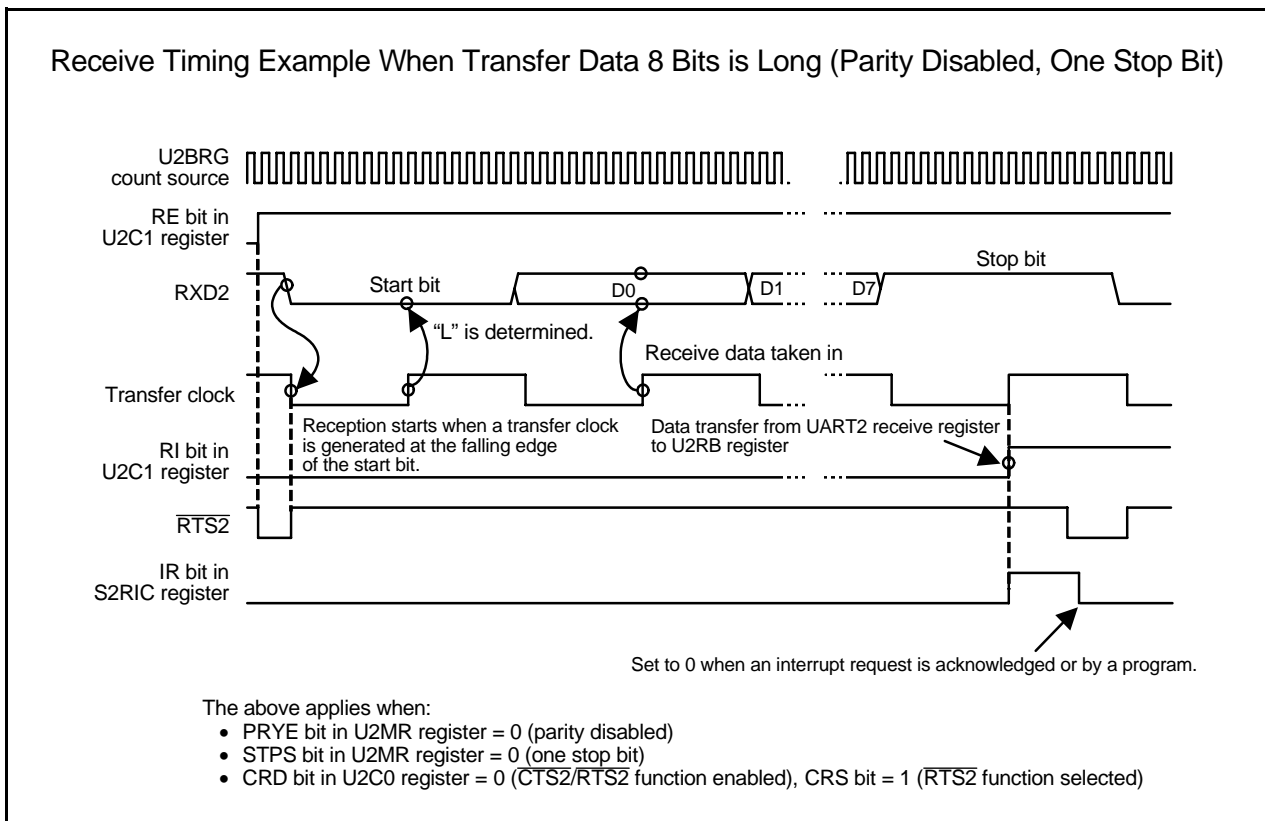 Receive Timing Example When Transfer Data 8 Bits is Long (Parity Disabled, One Stop Bit)
U2BRG
count source
RE bit in
U2C1 register
RXD2
Start bit
D0
D1
D7
Stop bit
“L” is determined.
Receive data taken in
Transfer clock
Reception starts when a transfer clock
is generated at the falling edge
of the start bit.
Data transfer from UART2 receive register
to U2RB register
RI bit in
U2C1 register
RTS2
IR bit in
S2RIC register
Set to 0 when an interrupt request is acknowledged or by a program.
The above applies when:
• PRYE bit in U2MR register = 0 (parity disabled)
• STPS bit in U2MR register = 0 (one stop bit)
• CRD bit in U2C0 register = 0 (CTS2/RTS2 function enabled), CRS bit = 1 (RTS2 function selected)